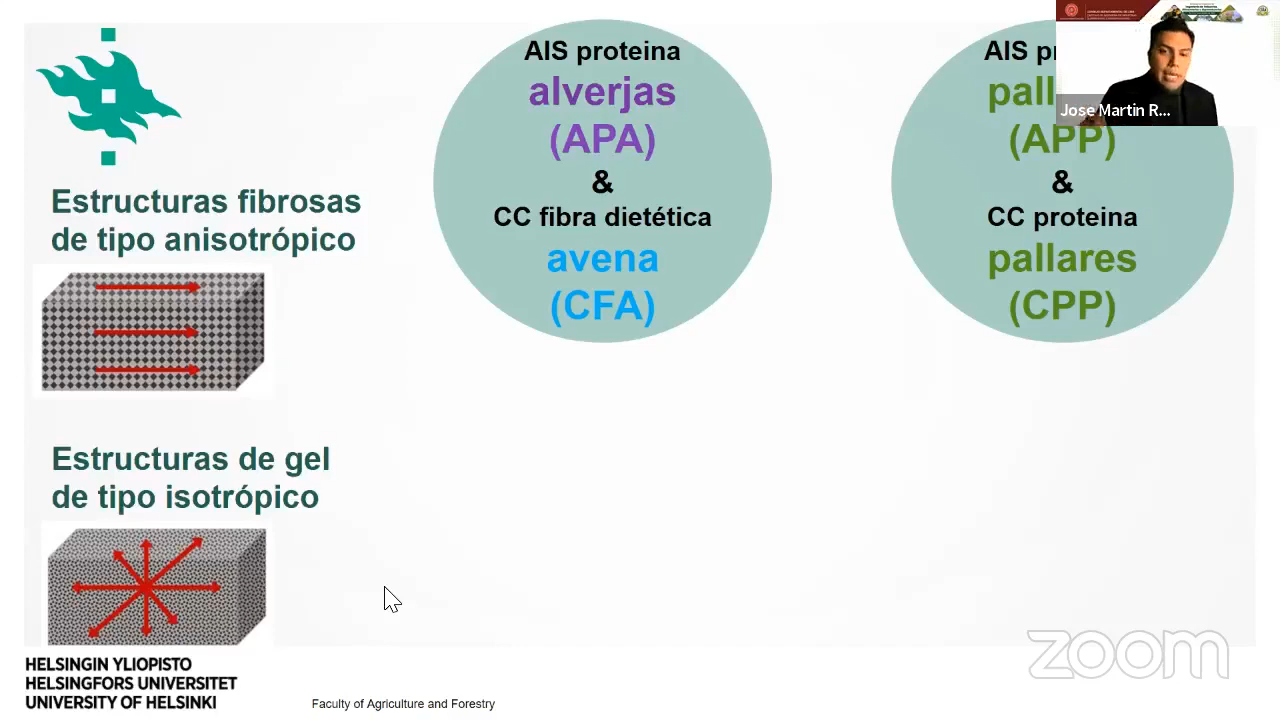 AIS proteina
alverjas
(APA)
&
CC fibra dietética
avena
(CFA)
AIS
(APP)
&
CC proteina
pallares
(CPP)
Jose Martin R...
Estructuras fibrosas
de tipo anisotrópico
Estructuras de gel
de tipo isotrópico
zoom
HELSINGIN YLIOPISTO
HELSINGFORS UNIVERSITET
UNIVERSITY OF HELSINKI
Faculty of Agriculture and Forestry